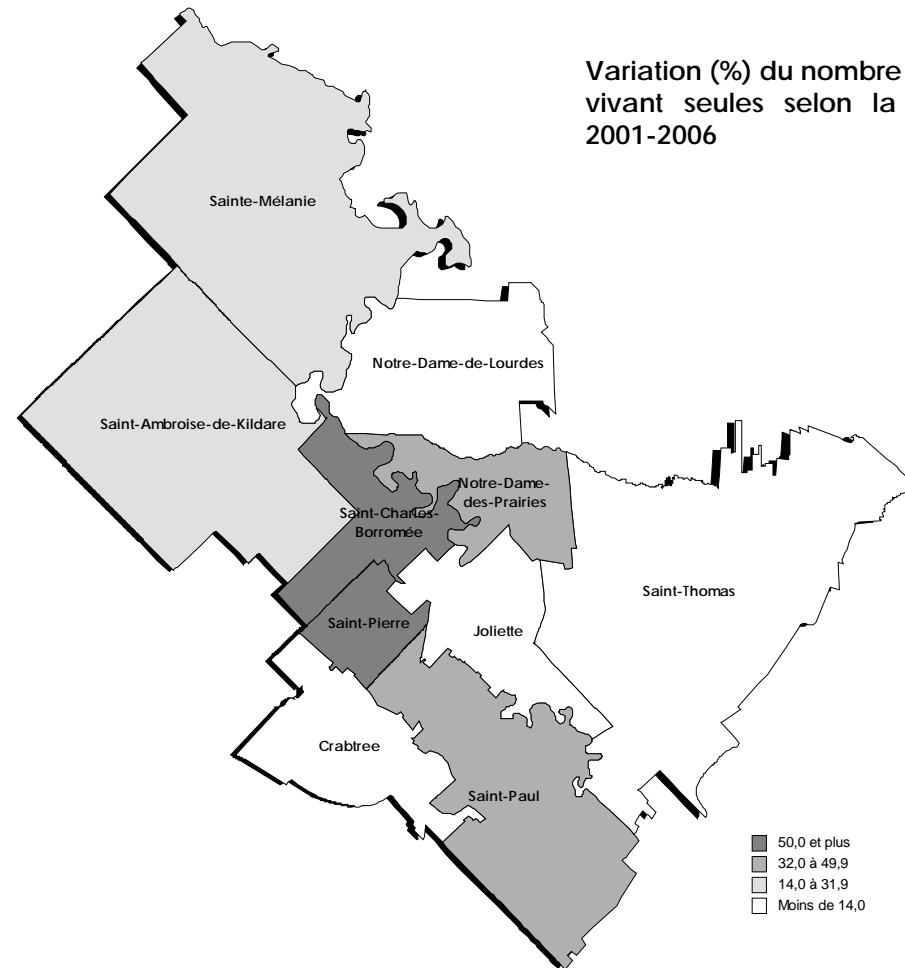 Variation (%) du nombre
vivant seules selon la
2001-2006
Sainte-Mélanie
Notre-Dame-de-Lourdes
Saint-Ambroise-de-Kildare
Notre-Dame-
des-Prairies
Saint-Charles-
Borromée
Saint-Thomas
Saint-Pierre
Joliette
Crabtree
Saint-Paul
50,0 et plus
32,0 à 49,9
14,0 à 31,9
Moins de 14,0